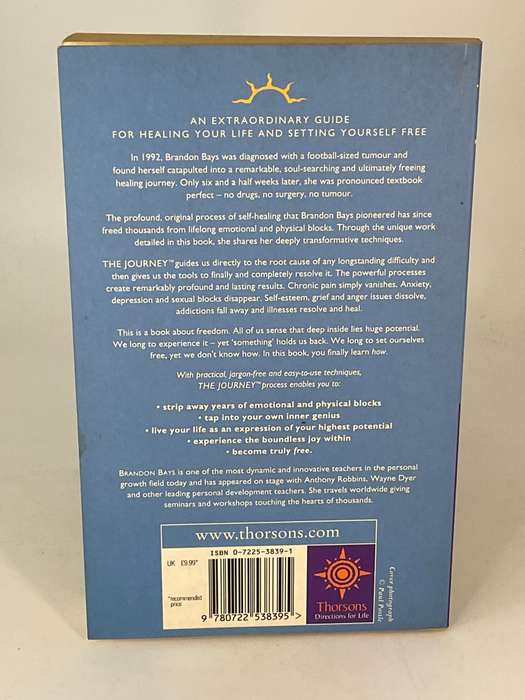 AN EXTRAORDINARY GUIDE
FOR HEALING YOUR LIFE AND SETTING YOURSELF FREE
In 1992, Brandon Bays was diagnosed with a football-sized tumour and
found herself catapulted into a remarkable, soul-searching and ultimately freeing
healing journey. Only six and a half weeks later, she was pronounced textbook
perfect – no drugs, no surgery, no tumour.
The profound, original process of self-healing that Brandon Bays pioneered has since
freed thousands from lifelong emotional and physical blocks. Through the unique work
detailed in this book, she shares her deeply transformative techniques.
THE JOURNEY™ guides us directly to the root cause of any longstanding difficulty and
then gives us the tools to finally and completely resolve it. The powerful processes
create remarkably profound and lasting results. Chronic pain simply vanishes. Anxiety,
depression and sexual blocks disappear. Self-esteem, grief and anger issues dissolve,
addictions fall away and illnesses resolve and heal.
This is a book about freedom. All of us sense that deep inside lies huge potential.
We long to experience it – yet 'something' holds us back. We long to set ourselves
free, yet we don't know how. In this book, you finally learn how.
With practical, jargon-free and easy-to-use techniques,
THE JOURNEY™ process enables you to:
• strip away years of emotional and physical blocks
• tap into your own inner genius
• live your life as an expression of your highest potential
• experience the boundless joy within
• become truly free.
BRANDON BAYS is one of the most dynamic and innovative teachers in the personal
growth field today and has appeared on stage with Anthony Robbins, Wayne Dyer
and other leading personal development teachers. She travels worldwide giving
seminars and workshops touching the hearts of thousands.
www.thorsons.com
ISBN 0-7225-3839-1
UK £9.99*
*recommended
price
9 780722 538395 >
Thorsons
Directions for Life
Cover photograph
© Paul Poule